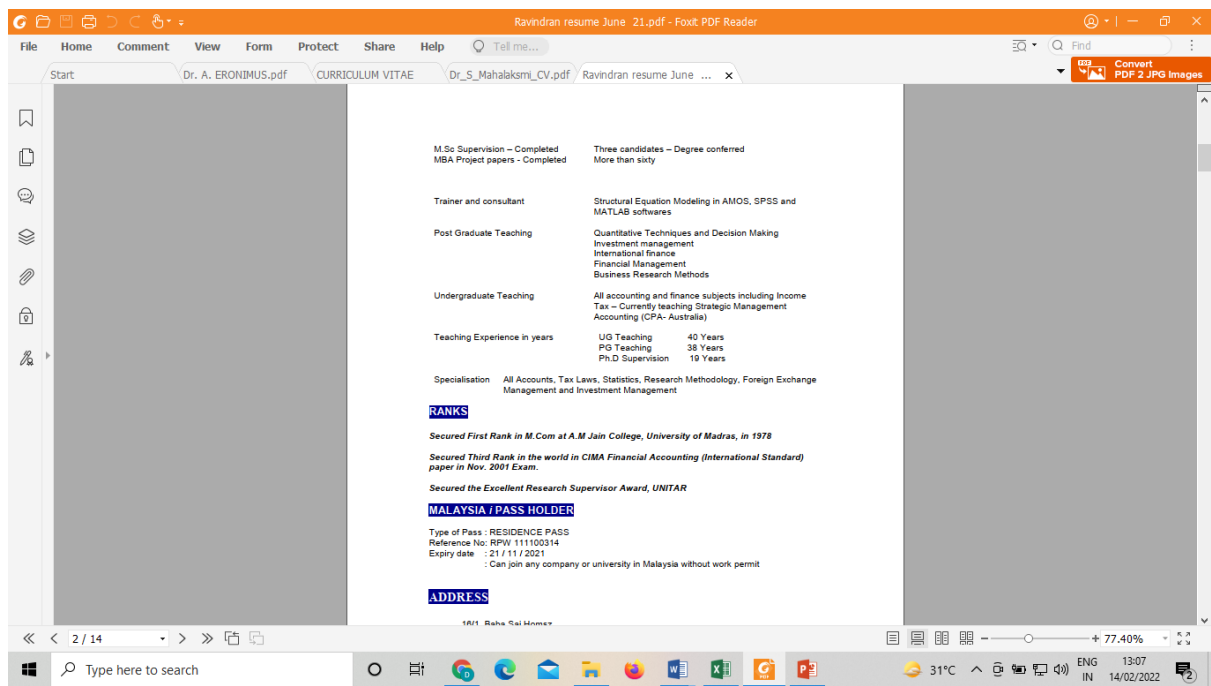 Ravindran resume June 21.pdf - Foxit PDF Reader
File Home Comment View Form Protect Share Help Tell me... Find
Start Dr. A. ERONIMUS.pdf CURRICULUM VITAE Dr_S_Mahalaksmi_CV.pdf Ravindran resume June ... x
Convert
PDF 2 JPG Images
M.Sc Supervision – Completed Three candidates – Degree conferred
MBA Project papers - Completed More than sixty
Trainer and consultant Structural Equation Modeling in AMOS, SPSS and
MATLAB softwares
Post Graduate Teaching Quantitative Techniques and Decision Making
Investment management
International finance
Financial Management
Business Research Methods
Undergraduate Teaching All accounting and finance subjects including Income
Tax – Currently teaching Strategic Management
Accounting (CPA- Australia)
Teaching Experience in years UG Teaching 40 Years
PG Teaching 38 Years
Ph.D Supervision 19 Years
Specialisation All Accounts, Tax Laws, Statistics, Research Methodology, Foreign Exchange
Management and Investment Management
RANKS
Secured First Rank in M.Com at A.M Jain College, University of Madras, in 1978
Secured Third Rank in the world in CIMA Financial Accounting (International Standard)
paper in Nov. 2001 Exam.
Secured the Excellent Research Supervisor Award, UNITAR
MALAYSIA i PASS HOLDER
Type of Pass : RESIDENCE PASS
Reference No: RPW 111100314
Expiry date : 21 / 11 / 2021
: Can join any company or university in Malaysia without work permit
ADDRESS
16/1, Baba Sai Homsz
2 / 14 77.40%
Type here to search 31°C ENG 13:07
IN 14/02/2022